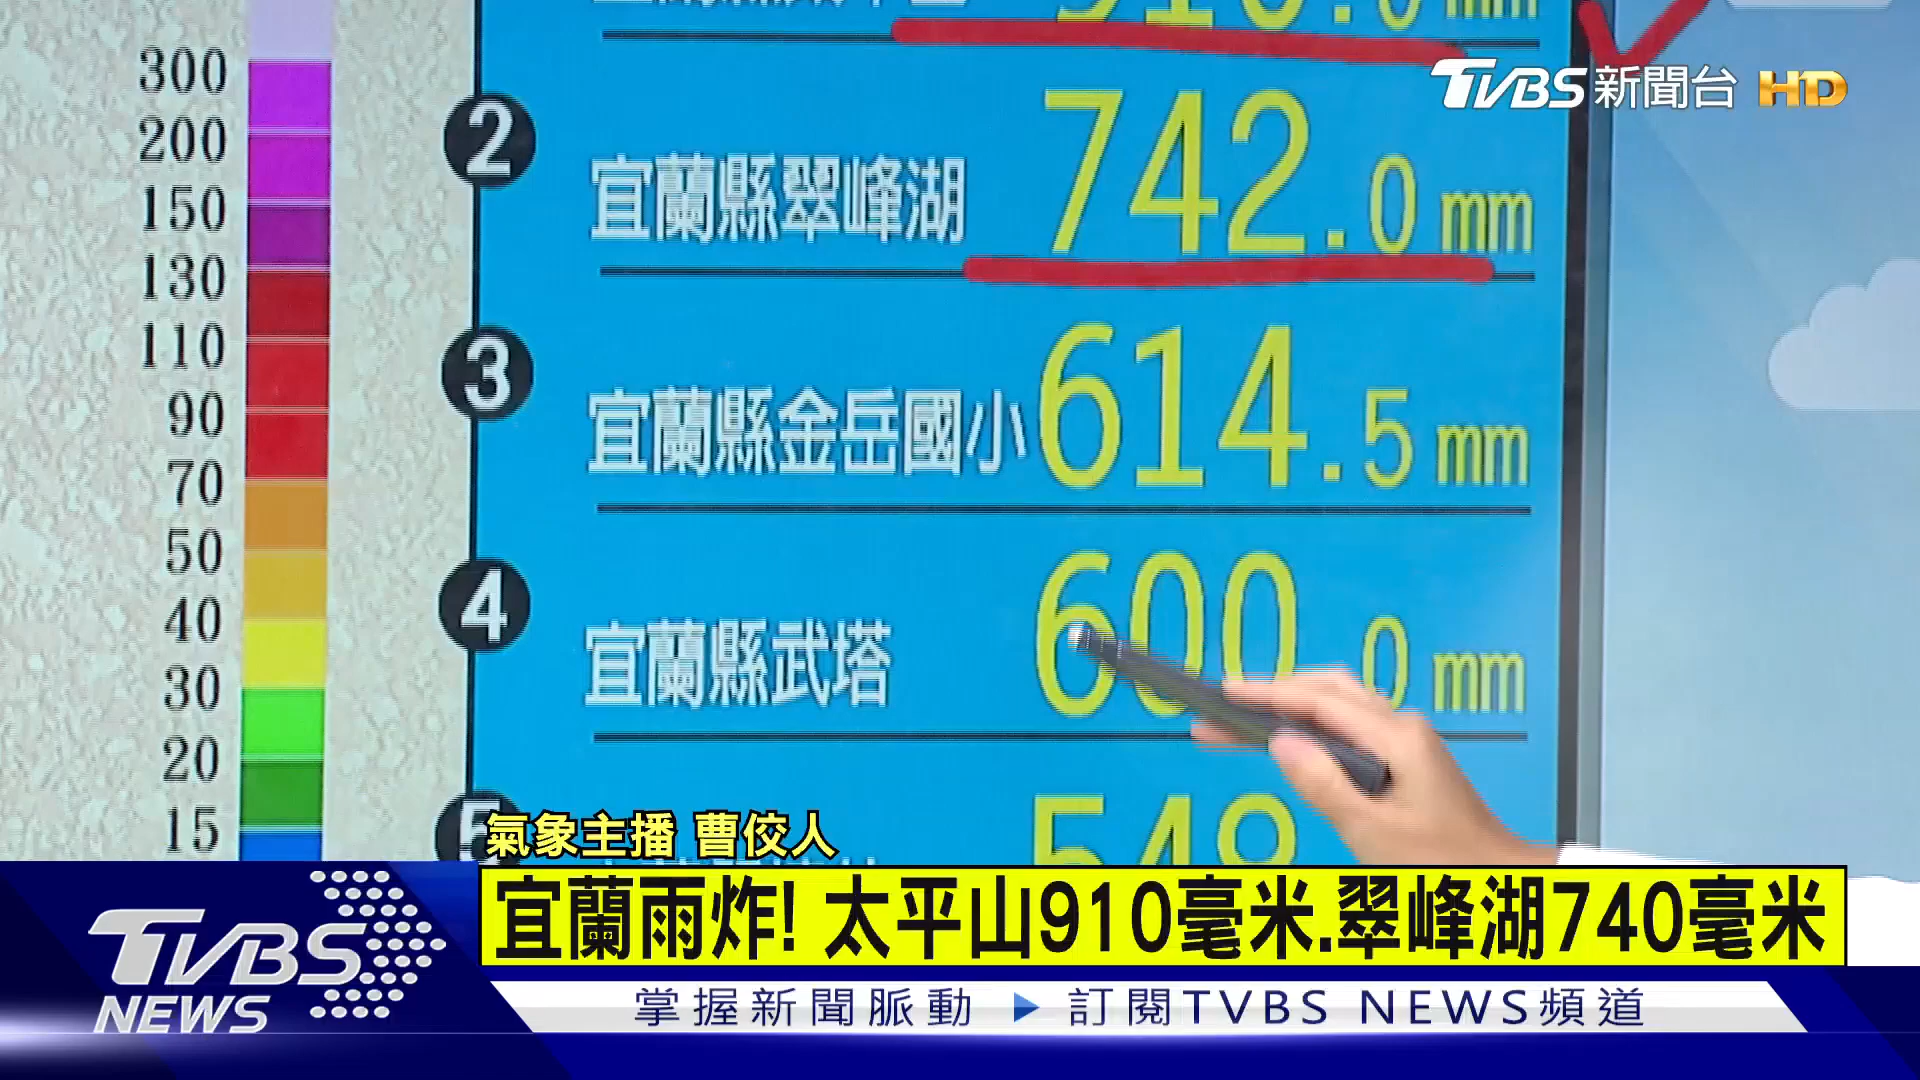 910.0 mm
TVBS新聞台 HD
300
200
150
130
110
90
70
50
40
30
20
15
2 宜蘭縣翠峰湖 742.0 mm
3 宜蘭縣金岳國小 614.5 mm
4 宜蘭縣武塔 600.0 mm
5 549
氣象主播 曹佼人
宜蘭雨炸! 太平山910毫米.翠峰湖740毫米
TVBS NEWS
掌握新聞脈動 ▶ 訂閱TVBS NEWS頻道